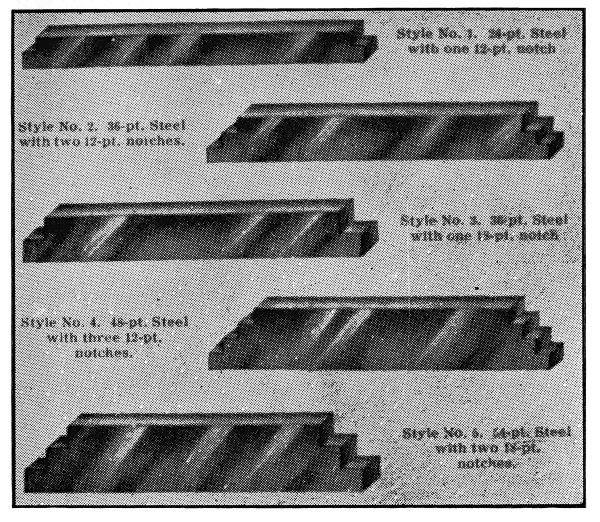 Style No. 1. 24-pt. Steel
with one 12-pt. notch
Style No. 2. 36-pt. Steel
with two 12-pt. notches.
Style No. 3. 36-pt. Steel
with one 18-pt. notch
Style No. 4. 48-pt. Steel
with three 12-pt.
notches.
Style No. 5. 54-pt. Steel
with two 18-pt.
notches.